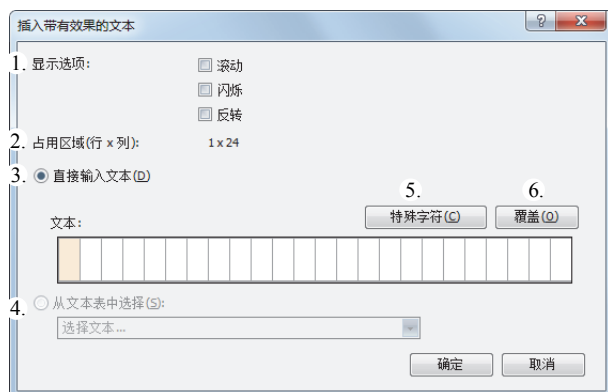 插入带有效果的文本
1. 显示选项:
滚动
闪烁
反转
2. 占用区域(行 x 列): 1 x 24
3. 直接输入文本(D)
5. 6.
文本: 特殊字符(C) 覆盖(O)
4. 从文本表中选择(S):
选择文本...
确定 取消